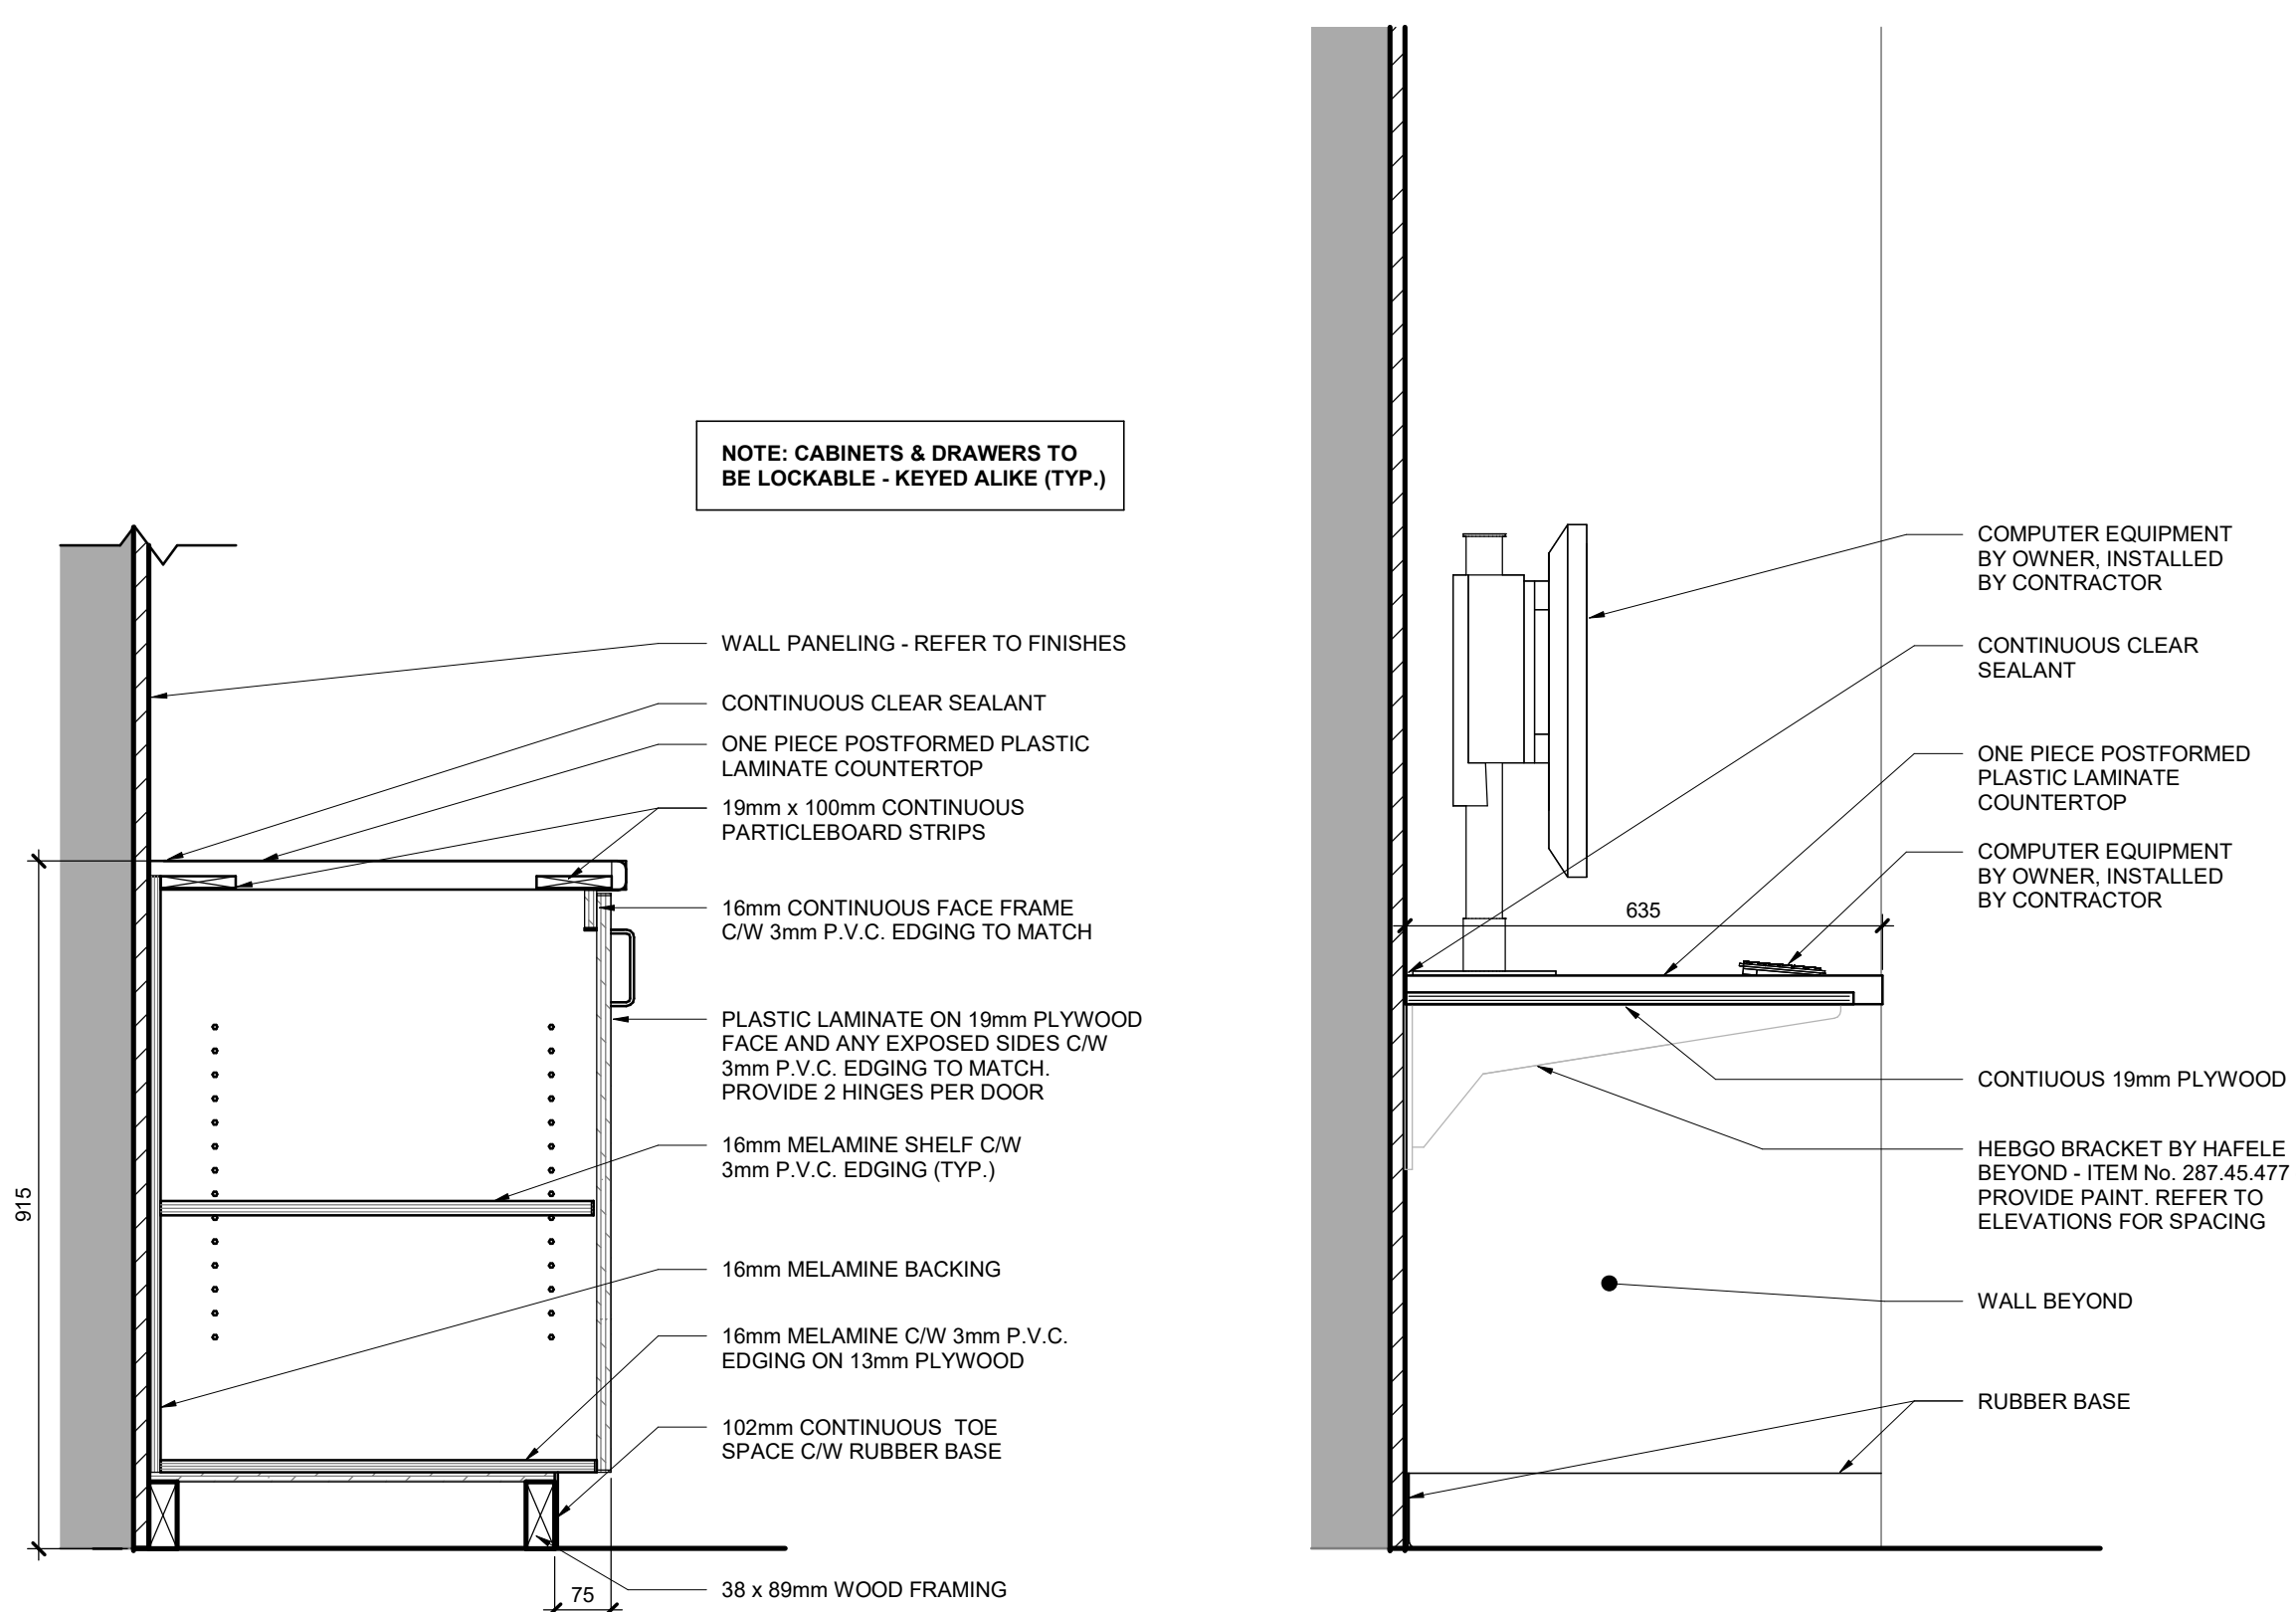 NOTE: CABINETS & DRAWERS TO
BE LOCKABLE - KEYED ALIKE (TYP.)
WALL PANELING - REFER TO FINISHES
CONTINUOUS CLEAR SEALANT
ONE PIECE POSTFORMED PLASTIC
LAMINATE COUNTERTOP
19mm x 100mm CONTINUOUS
PARTICLEBOARD STRIPS
16mm CONTINUOUS FACE FRAME
C/W 3mm P.V.C. EDGING TO MATCH
PLASTIC LAMINATE ON 19mm PLYWOOD
FACE AND ANY EXPOSED SIDES C/W
3mm P.V.C. EDGING TO MATCH.
PROVIDE 2 HINGES PER DOOR
16mm MELAMINE SHELF C/W
3mm P.V.C. EDGING (TYP.)
915
16mm MELAMINE BACKING
16mm MELAMINE C/W 3mm P.V.C.
EDGING ON 13mm PLYWOOD
102mm CONTINUOUS TOE
SPACE C/W RUBBER BASE
38 x 89mm WOOD FRAMING
75
COMPUTER EQUIPMENT
BY OWNER, INSTALLED
BY CONTRACTOR
CONTINUOUS CLEAR
SEALANT
ONE PIECE POSTFORMED
PLASTIC LAMINATE
COUNTERTOP
COMPUTER EQUIPMENT
BY OWNER, INSTALLED
BY CONTRACTOR
635
CONTIUOUS 19mm PLYWOOD
HEBGO BRACKET BY HAFELE
BEYOND - ITEM No. 287.45.477
PROVIDE PAINT. REFER TO
ELEVATIONS FOR SPACING
WALL BEYOND
RUBBER BASE